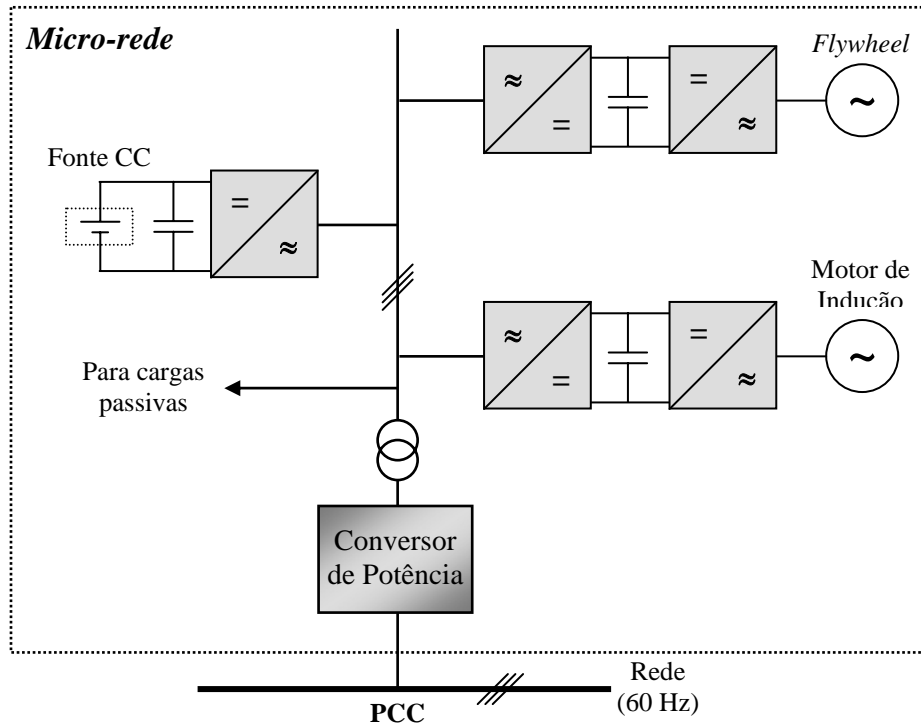 Micro-rede
Flywheel
≈
=
=
≈
Fonte CC
=
≈
~
Motor de
Indução
≈
=
=
≈
~
Para cargas
passivas
Conversor
de Potência
Rede
(60 Hz)
PCC